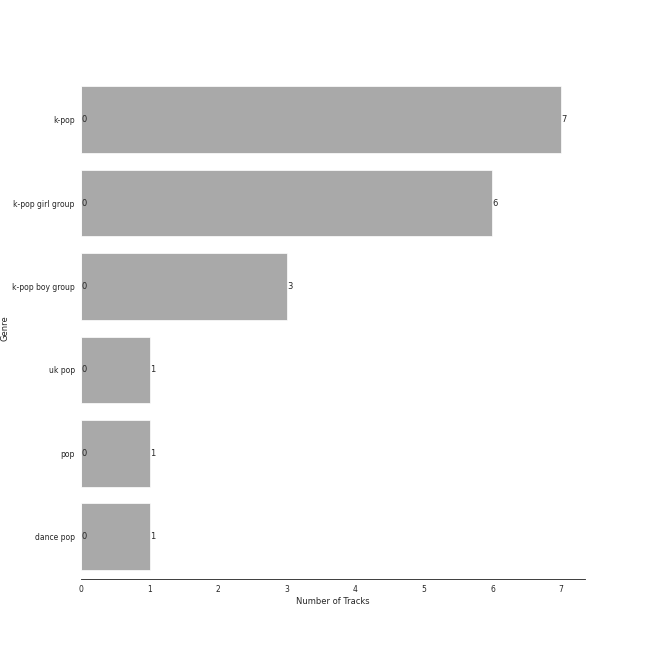 k-pop 0 7
k-pop girl group 0 6
k-pop boy group 0 3
Genre
uk pop 0 1
pop 0 1
dance pop 0 1
0 1 2 3 4 5 6 7
Number of Tracks